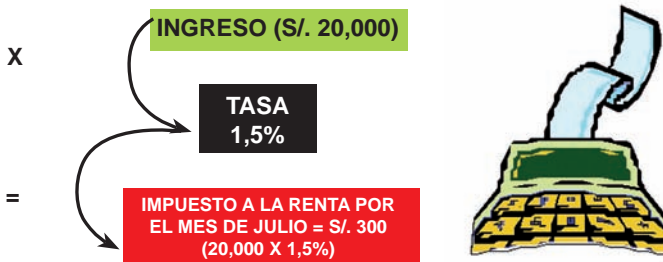 INGRESO (S/. 20,000)
X
TASA
1,5%
=
IMPUESTO A LA RENTA POR
EL MES DE JULIO = S/. 300
(20,000 X 1,5%)